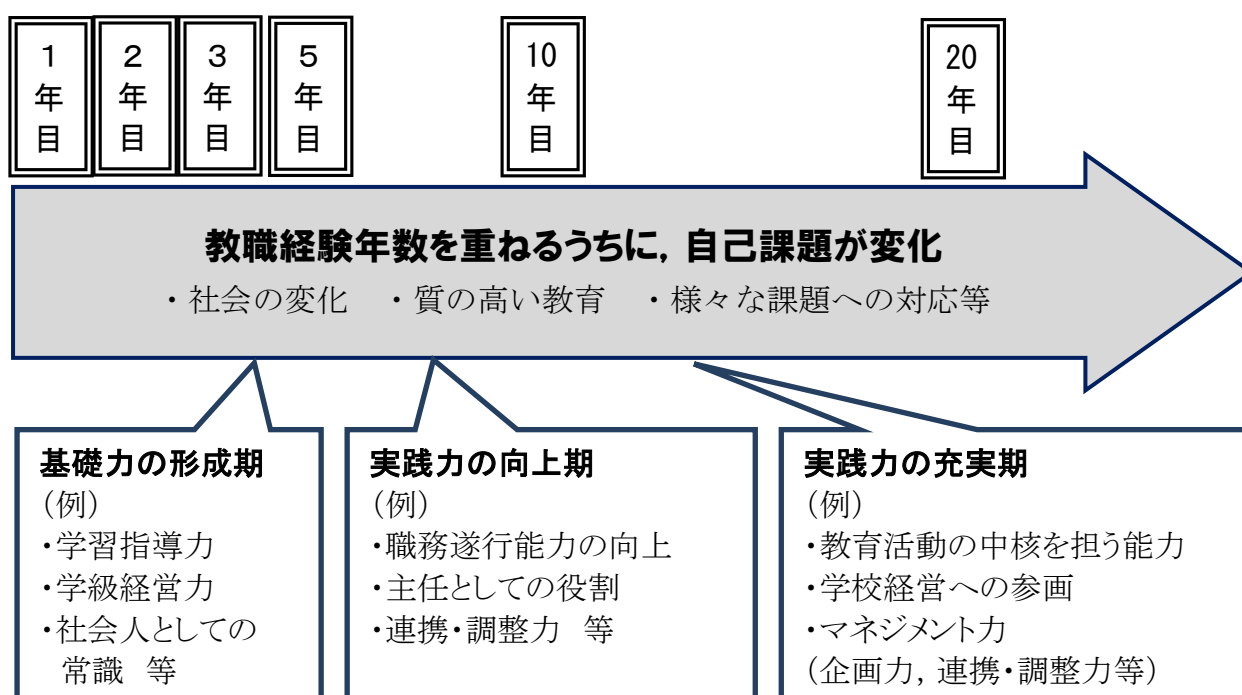 1年目
2年目
3年目
5年目
10年目
20年目
教職経験年数を重ねるうちに，自己課題が変化
・社会の変化　・質の高い教育　・様々な課題への対応等
基礎力の形成期
（例）
・学習指導力
・学級経営力
・社会人としての
常識　等
実践力の向上期
（例）
・職務遂行能力の向上
・主任としての役割
・連携・調整力　等
実践力の充実期
（例）
・教育活動の中核を担う能力
・学校経営への参画
・マネジメント力
（企画力，連携・調整力等）